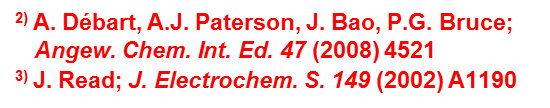 2) A. Débart, A.J. Paterson, J. Bao, P.G. Bruce;
Angew. Chem. Int. Ed. 47 (2008) 4521
3) J. Read; J. Electrochem. S. 149 (2002) A1190